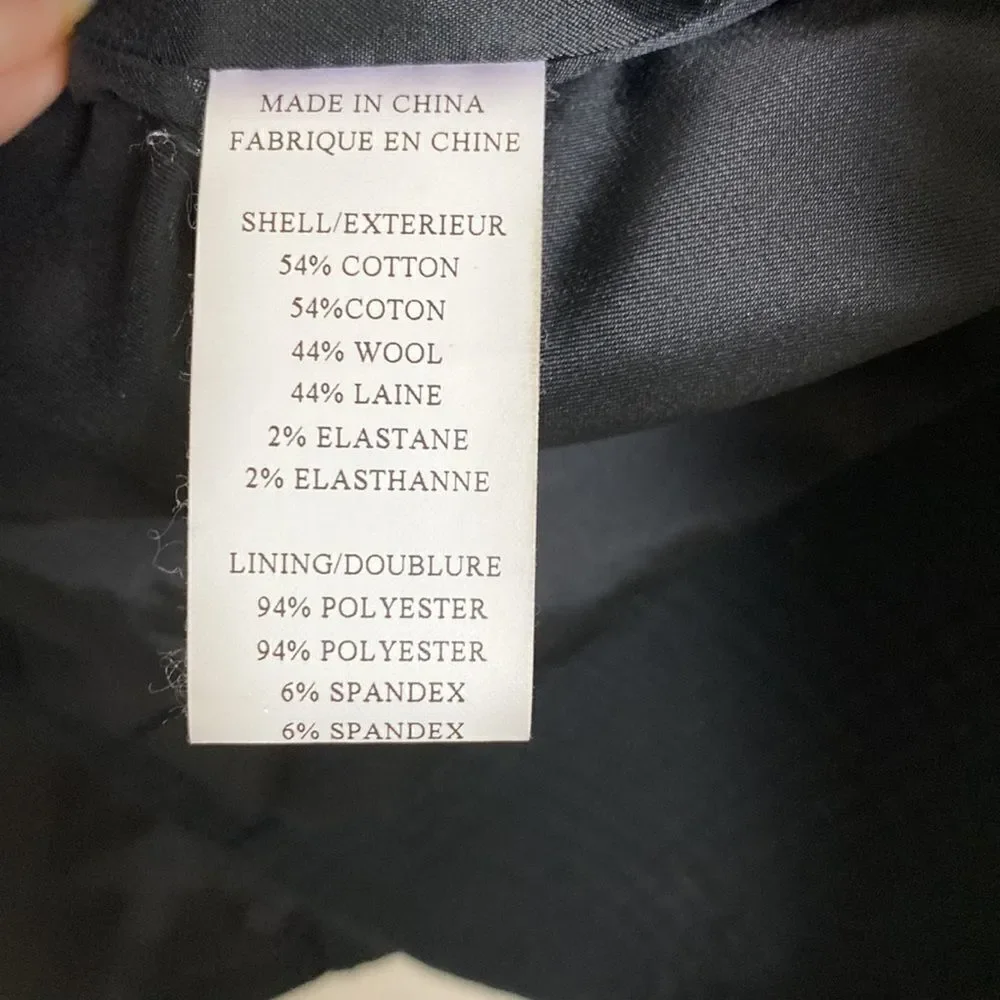 MADE IN CHINA
FABRIQUE EN CHINE
SHELL/EXTERIEUR
54% COTTON
54%COTON
44% WOOL
44% LAINE
2% ELASTANE
2% ELASTHANNE
LINING/DOUBLURE
94% POLYESTER
94% POLYESTER
6% SPANDEX
6% SPANDEX